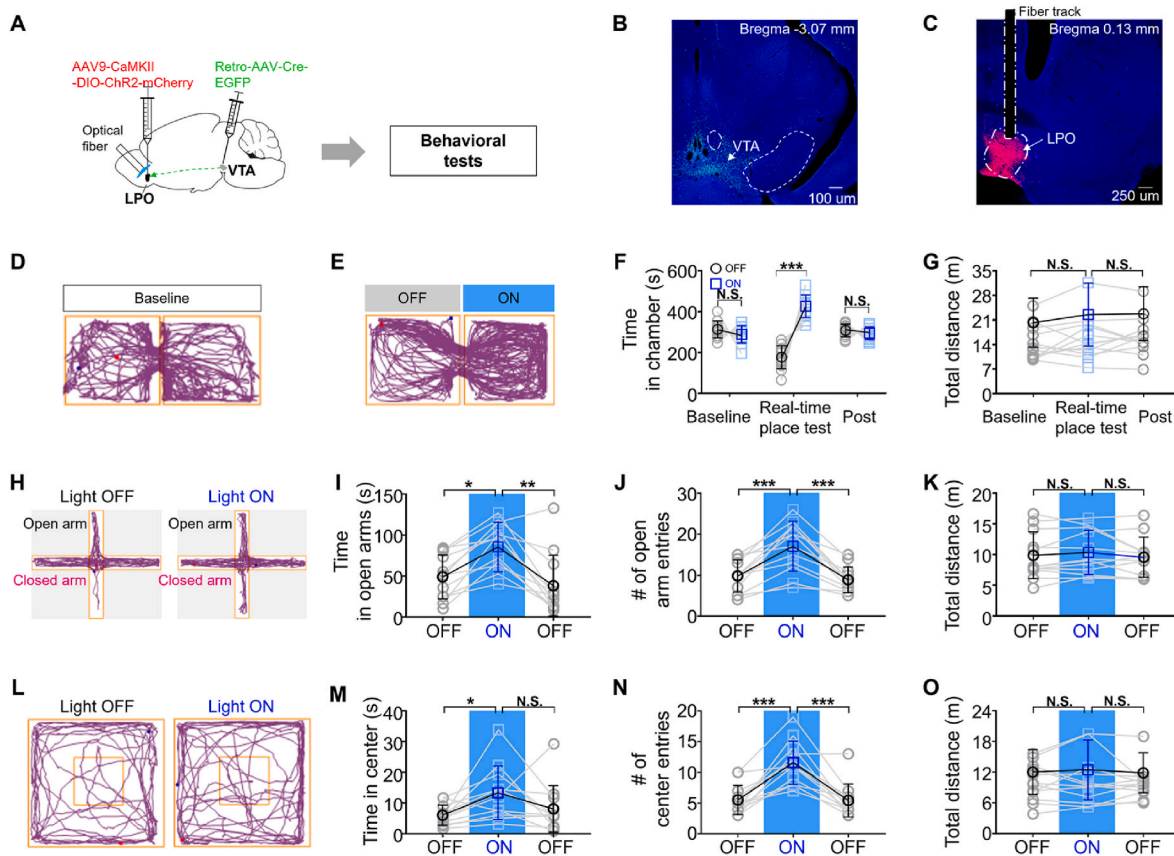 A
AAV9-CaMKII
-DIO-ChR2-mCherry
Retro-AAV-Cre-
EGFP
Optical
fiber
LPO
VTA
Behavioral
tests
B
Bregma -3.07 mm
VTA
100 um
C
Fiber track
Bregma 0.13 mm
LPO
250 um
D
Baseline
E
OFF
ON
F
Time
in chamber (s)
600
400
200
0
OFF
ON
N.S.
***
N.S.
Baseline
Real-time
place test
Post
G
Total distance (m)
35
28
21
14
7
0
N.S.
N.S.
Baseline
Real-time
place test
Post
H
Light OFF
Light ON
Open arm
Closed arm
Open arm
Closed arm
I
Time
in open arms (s)
150
100
50
0
*
**
OFF
ON
OFF
J
# of open
arm entries
30
20
10
0
***
***
OFF
ON
OFF
K
Total distance (m)
20
15
10
5
0
N.S.
N.S.
OFF
ON
OFF
L
Light OFF
Light ON
M
Time in center (s)
40
30
20
10
0
*
N.S.
OFF
ON
OFF
N
# of
center entries
20
15
10
5
0
***
***
OFF
ON
OFF
O
Total distance (m)
24
20
16
12
8
4
0
N.S.
N.S.
OFF
ON
OFF